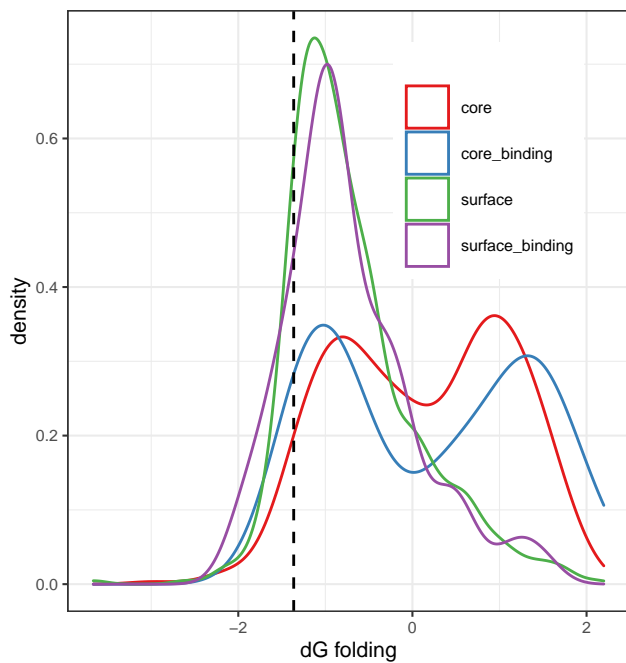 core
core_binding
surface
surface_binding
0.6
0.4
0.2
0.0
density
−2
0
2
dG folding